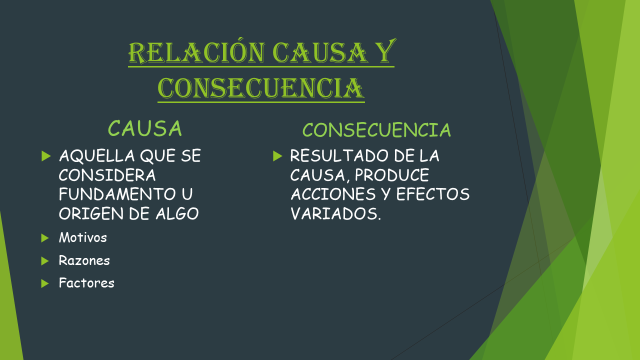 RELACIÓN CAUSA Y
CONSECUENCIA
CAUSA
AQUELLA QUE SE
CONSIDERA
FUNDAMENTO U
ORIGEN DE ALGO
Motivos
Razones
Factores
CONSECUENCIA
RESULTADO DE LA
CAUSA, PRODUCE
ACCIONES Y EFECTOS
VARIADOS.